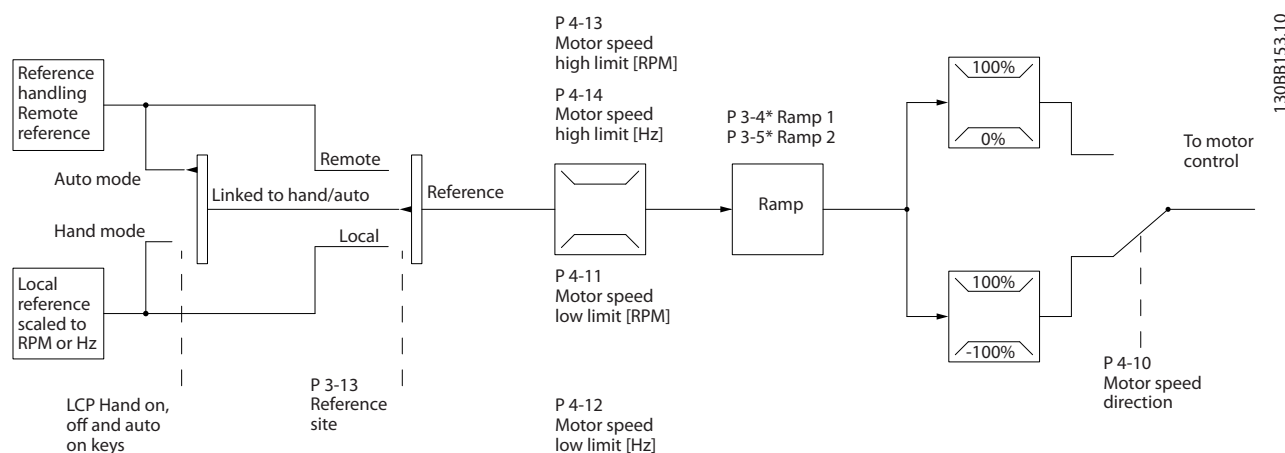 130BB153.10
P 4-13
Motor speed
high limit [RPM]
P 4-14
Motor speed
high limit [Hz]
Reference
handling
Remote
reference
Auto mode
Hand mode
Local
reference
scaled to
RPM or Hz
LCP Hand on,
off and auto
on keys
Linked to hand/auto
Remote
Local
P 3-13
Reference
site
Reference
P 4-11
Motor speed
low limit [RPM]
P 4-12
Motor speed
low limit [Hz]
P 3-4* Ramp 1
P 3-5* Ramp 2
Ramp
100%
0%
100%
-100%
To motor
control
P 4-10
Motor speed
direction